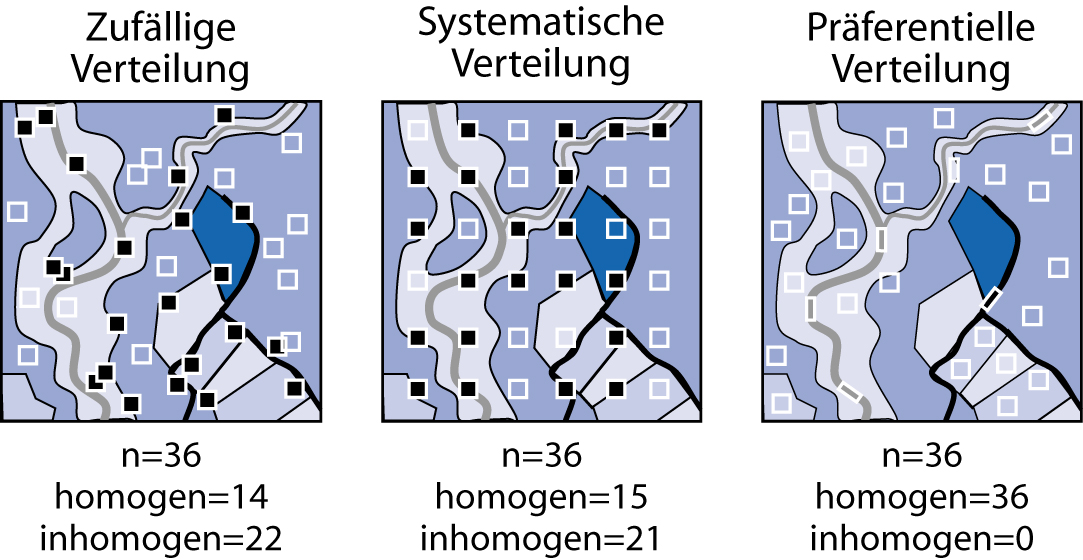 Zufällige
Verteilung
n=36
homogen=14
inhomogen=22
Systematische
Verteilung
n=36
homogen=15
inhomogen=21
Präferentielle
Verteilung
n=36
homogen=36
inhomogen=0